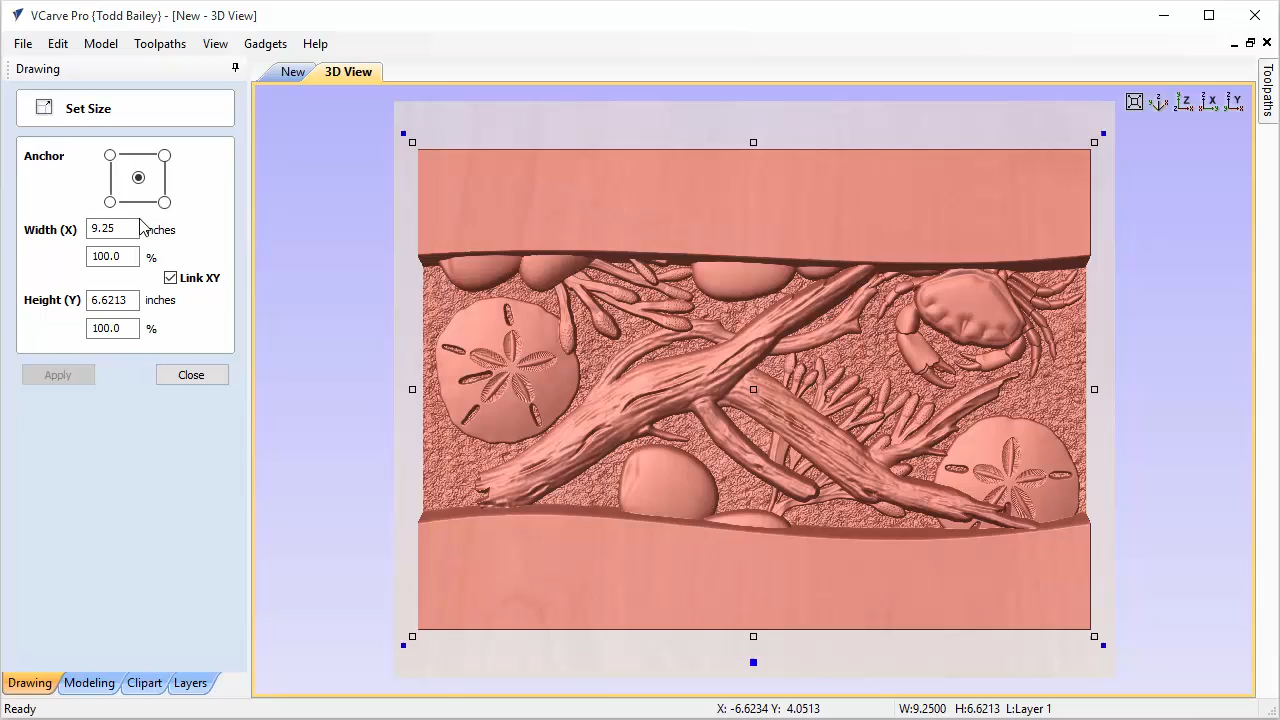 VCarve Pro {Todd Bailey} - [New - 3D View]
File Edit Model Toolpaths View Gadgets Help
Drawing
New 3D View
Set Size
Anchor
Width (X) 9.25 inches
100.0 %
Link XY
Height (Y) 6.6213 inches
100.0 %
Apply Close
Z X Y
Toolpaths
Drawing Modeling Clipart Layers
Ready X: -6.6234 Y: 4.0513 W:9.2500 H:6.6213 L:Layer 1